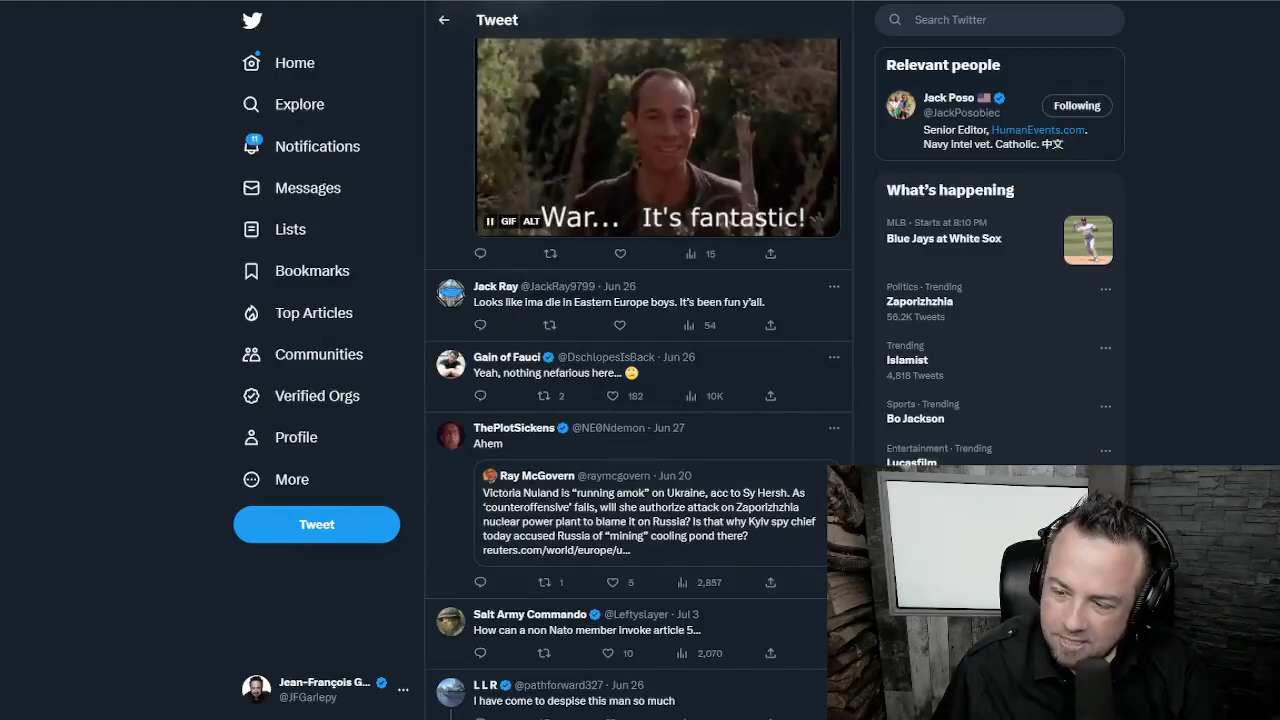 Home
Explore
11
Notifications
Messages
Lists
Bookmarks
Top Articles
Communities
Verified Orgs
Profile
More
Tweet
Jean-François G...
@JFGariepy
Tweet
War... It's fantastic!
GIF ALT
15
Jack Ray @JackRay9799 · Jun 26
Looks like ima die in Eastern Europe boys. It's been fun y'all.
54
Gain of Fauci @DschlopesIsBack · Jun 26
Yeah, nothing nefarious here... 🙄
2 182 10K
ThePlotSickens @NE0Ndemon · Jun 27
Ahem
Ray McGovern @raymcgovern · Jun 20
Victoria Nuland is “running amok” on Ukraine, acc to Sy Hersh. As
‘counteroffensive’ fails, will she authorize attack on Zaporizhzhia
nuclear power plant to blame it on Russia? Is that why Kyiv spy chief
today accused Russia of “mining” cooling pond there?
reuters.com/world/europe/u...
1 5 2,857
Salt Army Commando @Leftyslayer · Jul 3
How can a non Nato member invoke article 5...
10 2,070
L L R @pathforward327 · Jun 26
I have come to despise this man so much
Search Twitter
Relevant people
Jack Poso 🇺🇸
@JackPosobiec
Following
Senior Editor, HumanEvents.com.
Navy intel vet. Catholic. 中文
What's happening
MLB · Starts at 8:10 PM
Blue Jays at White Sox
Politics · Trending
Zaporizhzhia
56.2K Tweets
Trending
Islamist
4,818 Tweets
Sports · Trending
Bo Jackson
Entertainment · Trending
Lucasfilm